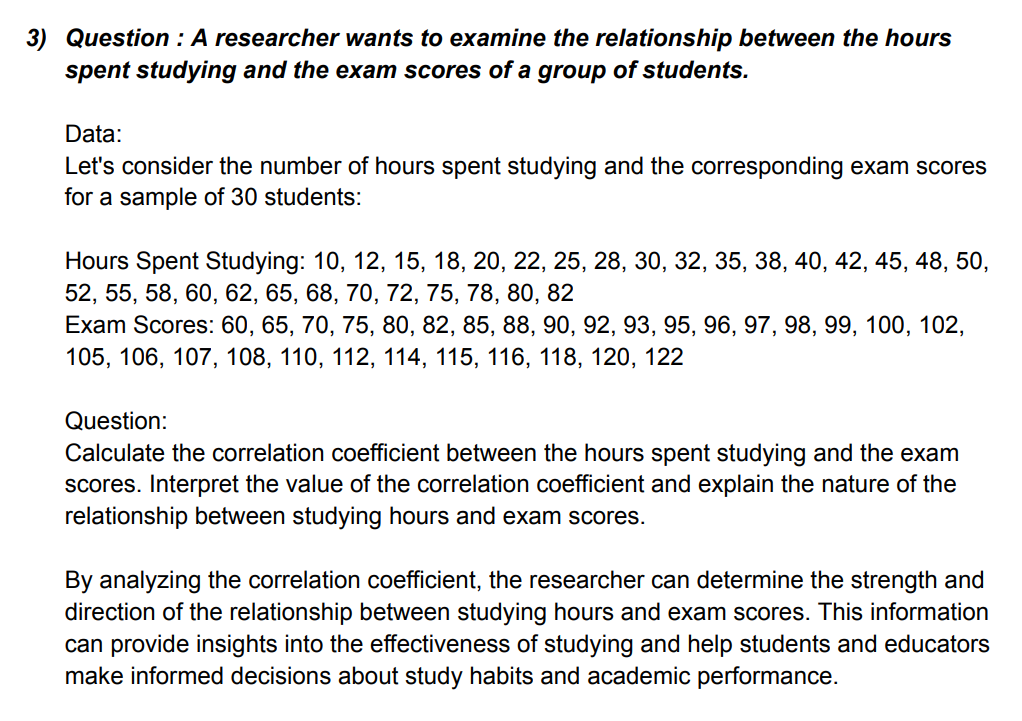 3) Question : A researcher wants to examine the relationship between the hours
spent studying and the exam scores of a group of students.
Data:
Let's consider the number of hours spent studying and the corresponding exam scores
for a sample of 30 students:
Hours Spent Studying: 10, 12, 15, 18, 20, 22, 25, 28, 30, 32, 35, 38, 40, 42, 45, 48, 50,
52, 55, 58, 60, 62, 65, 68, 70, 72, 75, 78, 80, 82
Exam Scores: 60, 65, 70, 75, 80, 82, 85, 88, 90, 92, 93, 95, 96, 97, 98, 99, 100, 102,
105, 106, 107, 108, 110, 112, 114, 115, 116, 118, 120, 122
Question:
Calculate the correlation coefficient between the hours spent studying and the exam
scores. Interpret the value of the correlation coefficient and explain the nature of the
relationship between studying hours and exam scores.
By analyzing the correlation coefficient, the researcher can determine the strength and
direction of the relationship between studying hours and exam scores. This information
can provide insights into the effectiveness of studying and help students and educators
make informed decisions about study habits and academic performance.